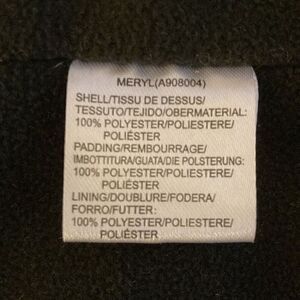 MERYL(A908004)
SHELL/TISSU DE DESSUS/
TESSUTO/TEJIDO/OBERMATERIAL:
100% POLYESTER/POLIESTERE/
POLIÉSTER
PADDING/REMBOURRAGE/
IMBOTTITURA/GUATA/DIE POLSTERUNG:
100% POLYESTER/POLIESTERE/
POLIÉSTER
LINING/DOUBLURE/FODERA/
FORRO/FUTTER:
100% POLYESTER/POLIESTERE/
POLIÉSTER